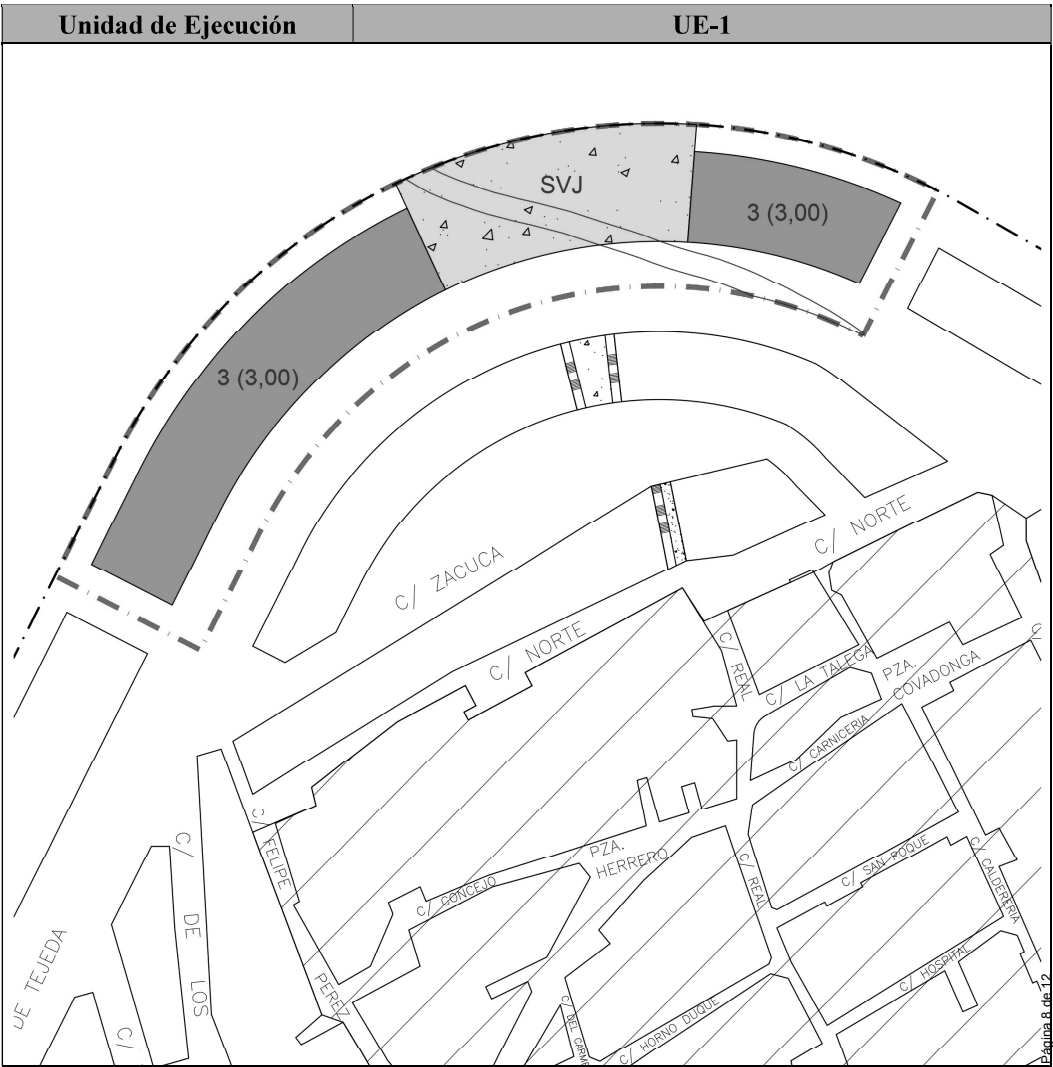 Unidad de Ejecución
UE-1
SVJ
3 (3,00)
3 (3,00)
C/ NORTE
C/ ZACUCA
C/ NORTE
C/ REAL
C/ LA TALEGA
PZA.
COVADONGA
C/ CARNICERIA
C/ FELIPE
PEREZ
C/
DE LOS
PZA.
HERRERO
C/ REAL
C/ SAN ROQUE
C/ CALDERERIA
C/ CONCEJO
C/ HOSPITAL
DE TEJEDA
C/
C/ DEL CARME
C/ HORNO DUQUE
Página 8 de 12